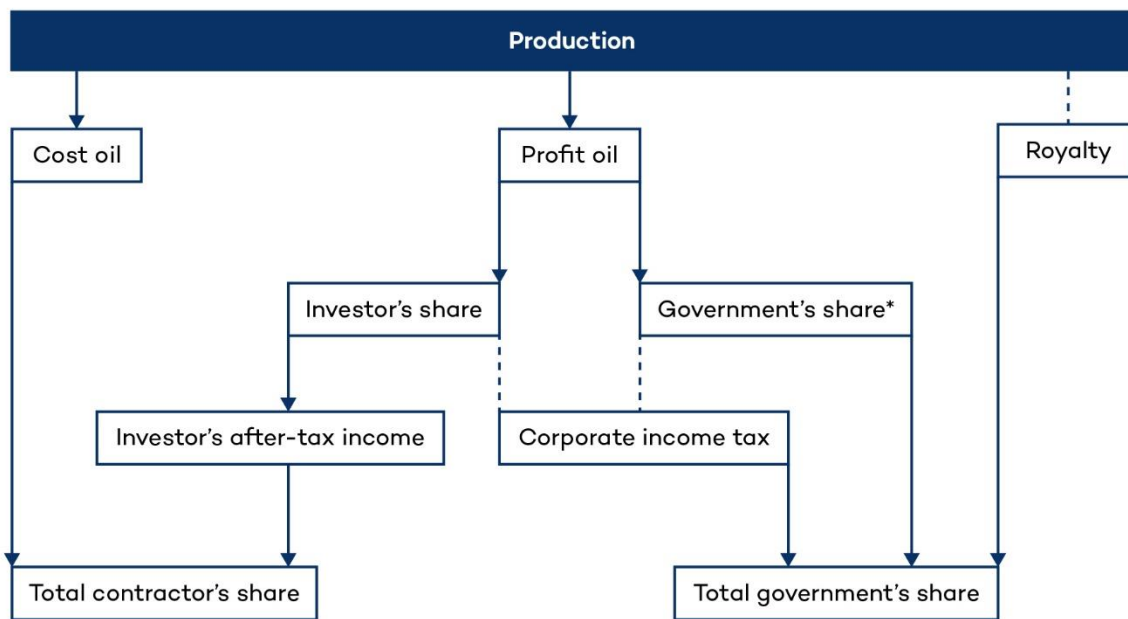 Production
Cost oil
Profit oil
Royalty
Investor's share
Government's share*
Investor's after-tax income
Corporate income tax
Total contractor's share
Total government's share